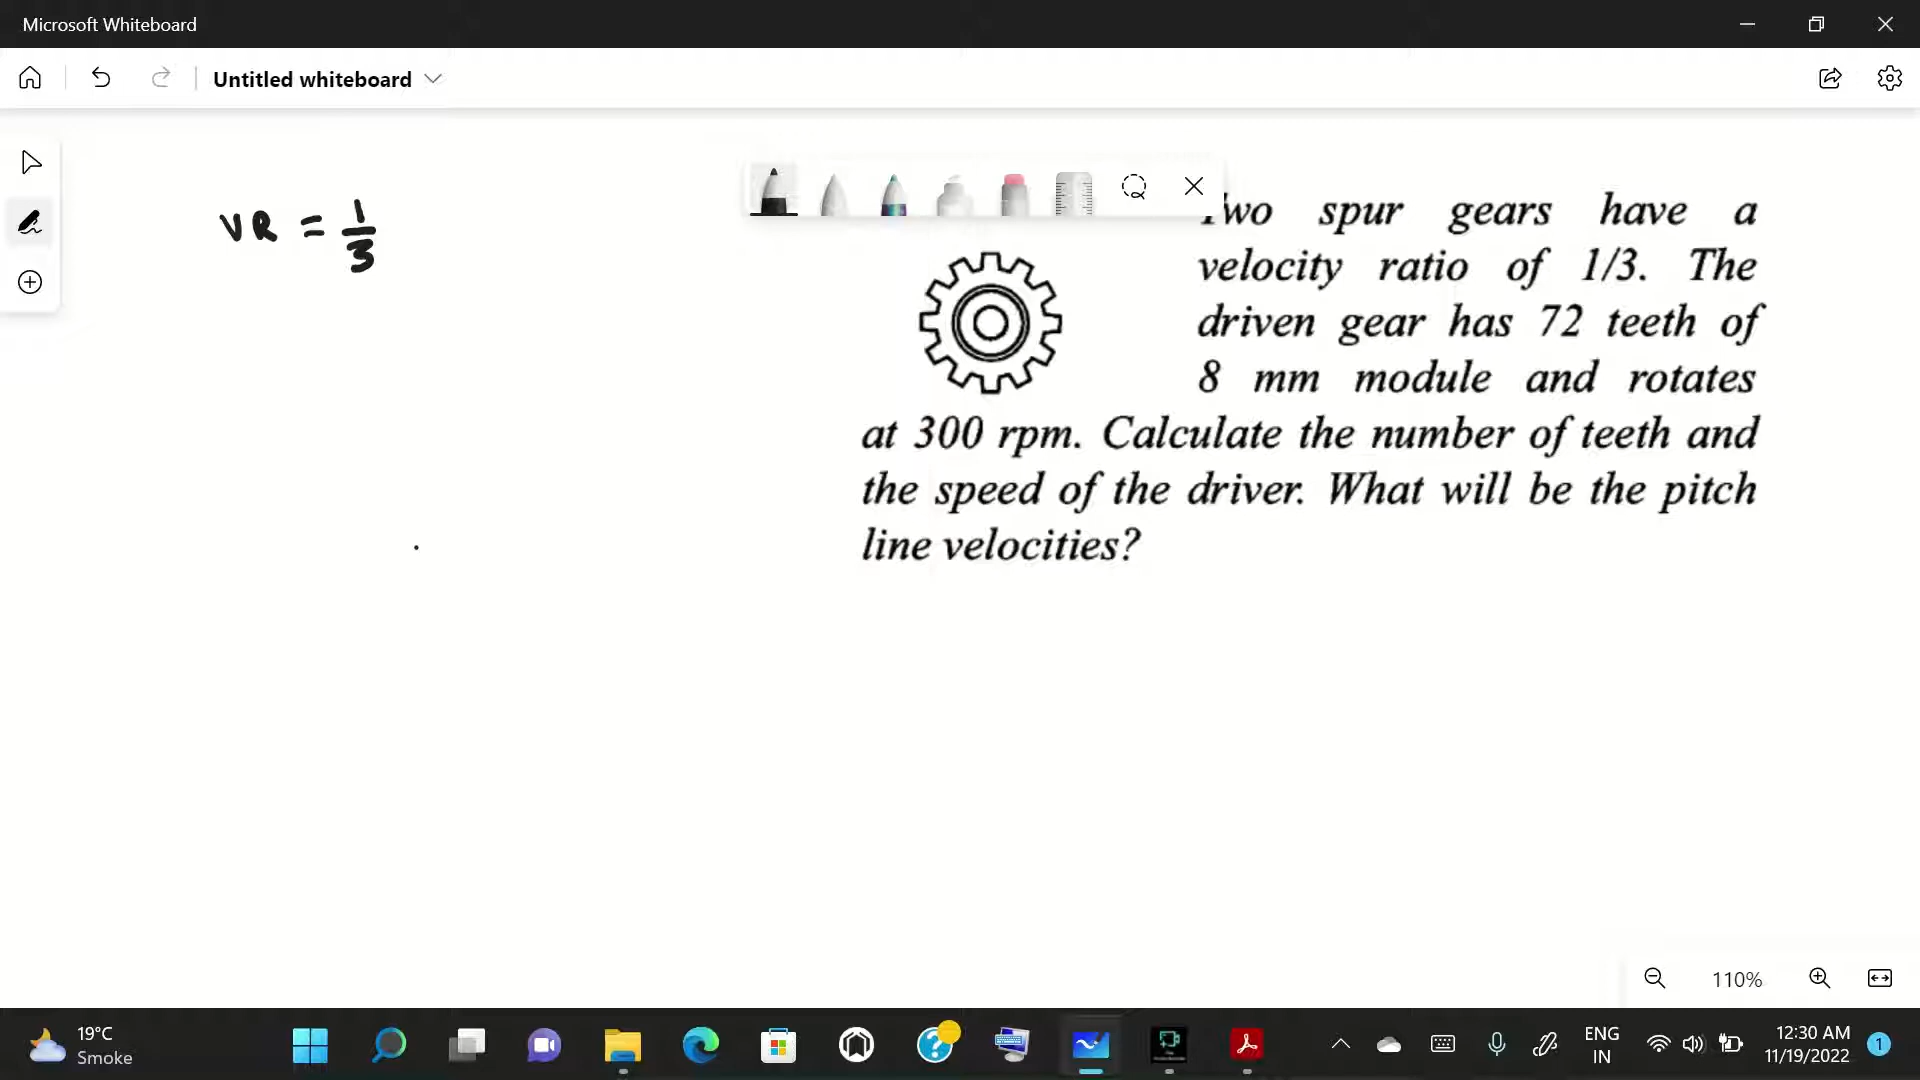 Microsoft Whiteboard
Untitled whiteboard
VR = 1/3
Two spur gears have a
velocity ratio of 1/3. The
driven gear has 72 teeth of
8 mm module and rotates
at 300 rpm. Calculate the number of teeth and
the speed of the driver. What will be the pitch
line velocities?
110%
19°C
Smoke
ENG
IN
12:30 AM
11/19/2022
1